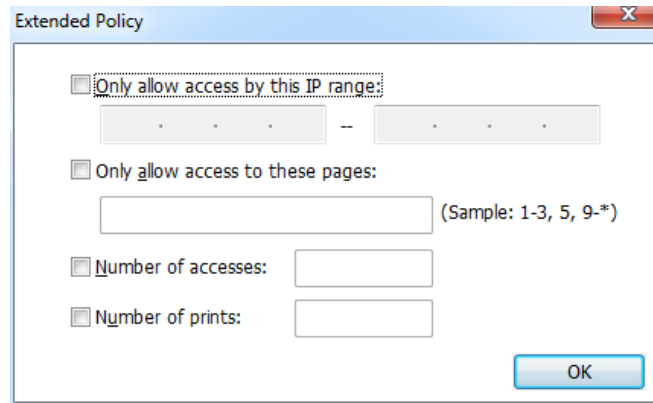 Extended Policy
Only allow access by this IP range:
. . . -- . . .
Only allow access to these pages:
(Sample: 1-3, 5, 9-*)
Number of accesses:
Number of prints:
OK